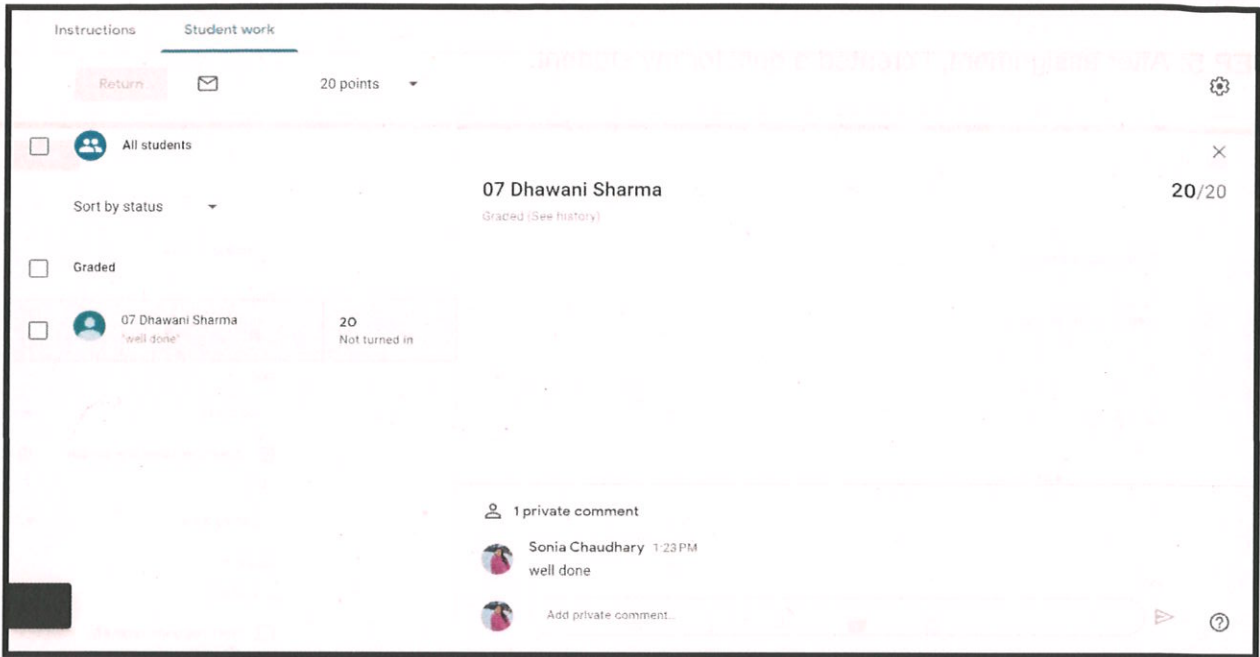 Instructions Student work
Return 20 points
All students
Sort by status
Graded
07 Dhawani Sharma 20
"well done" Not turned in
07 Dhawani Sharma 20/20
Graded (See history)
1 private comment
Sonia Chaudhary 1:23 PM
well done
Add private comment...